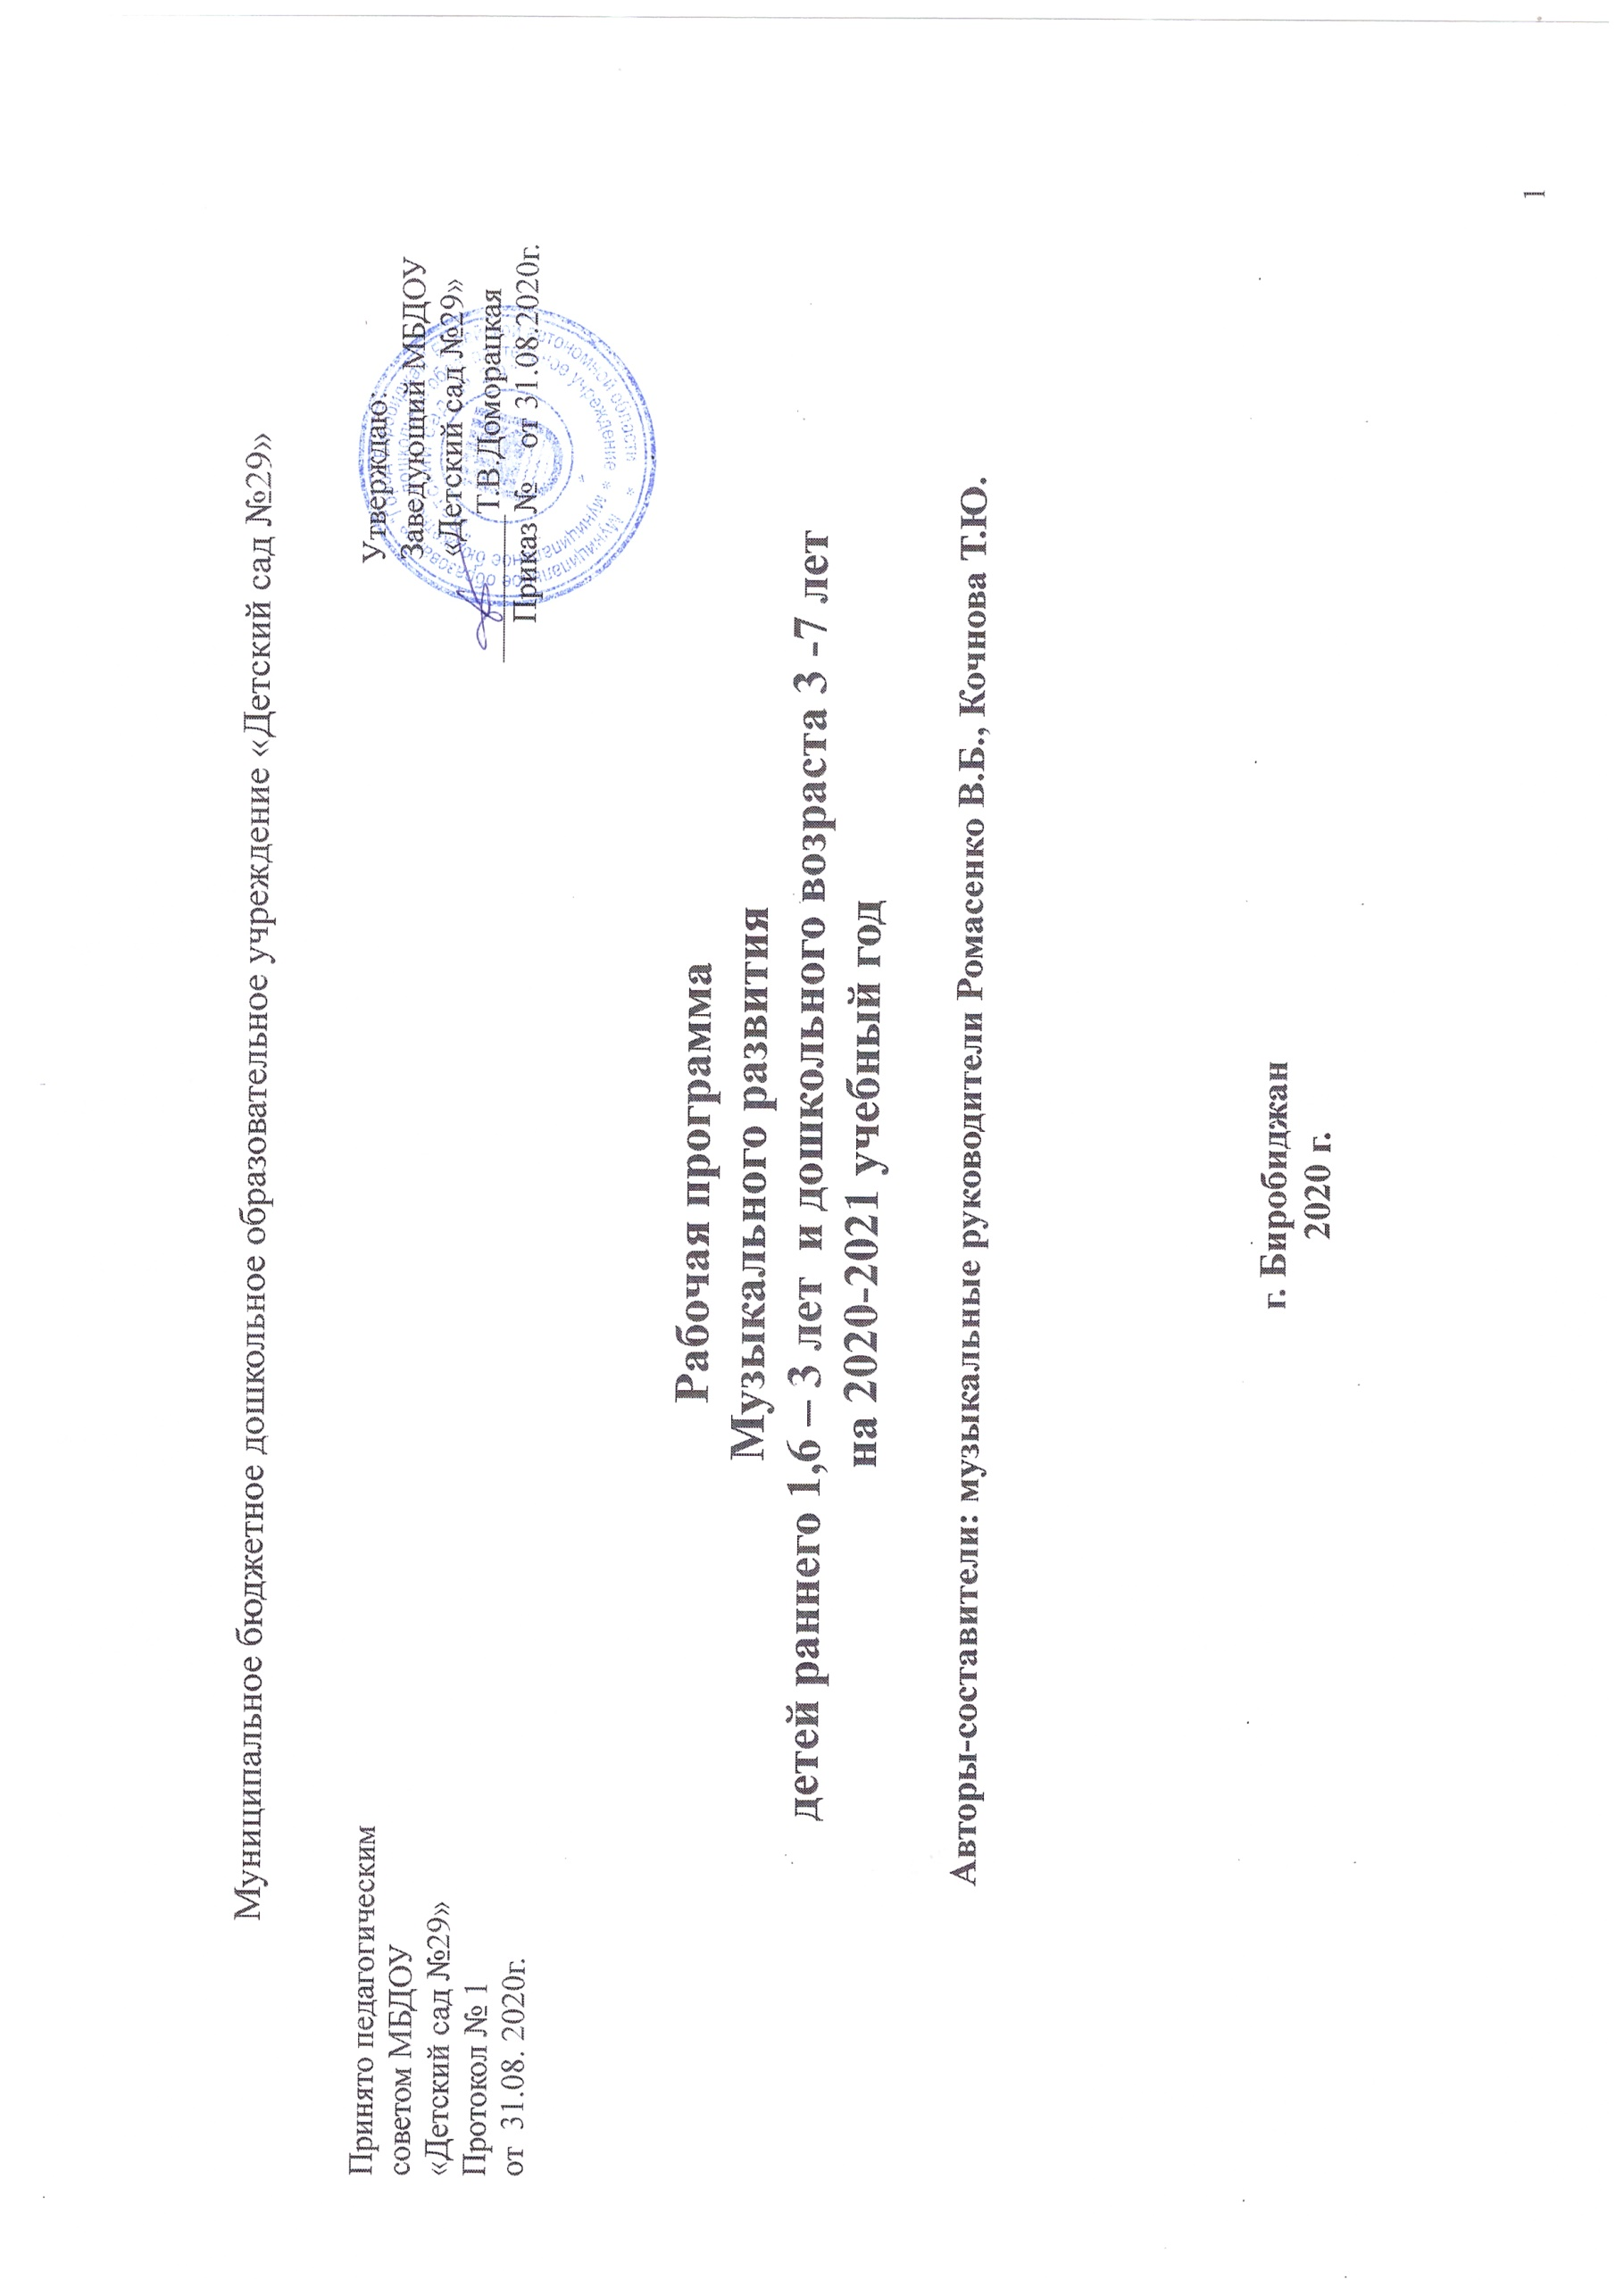 Муниципальное бюджетное дошкольное образовательное учреждение «Детский сад №29»
Принято педагогическим
советом МБДОУ
«Детский сад №29»
Протокол № 1
от 31.08. 2020г.
Утверждаю:
Заведующий МБДОУ
«Детский сад №29»
Т.В.Доморацкая
Приказ № от 31.08.2020г.
Рабочая программа
Музыкального развития
детей раннего 1,6 – 3 лет и дошкольного возраста 3 -7 лет
на 2020-2021 учебный год
Авторы-составители: музыкальные руководители Ромасенко В.Б., Кочнова Т.Ю.
г. Биробиджан
2020 г.
1